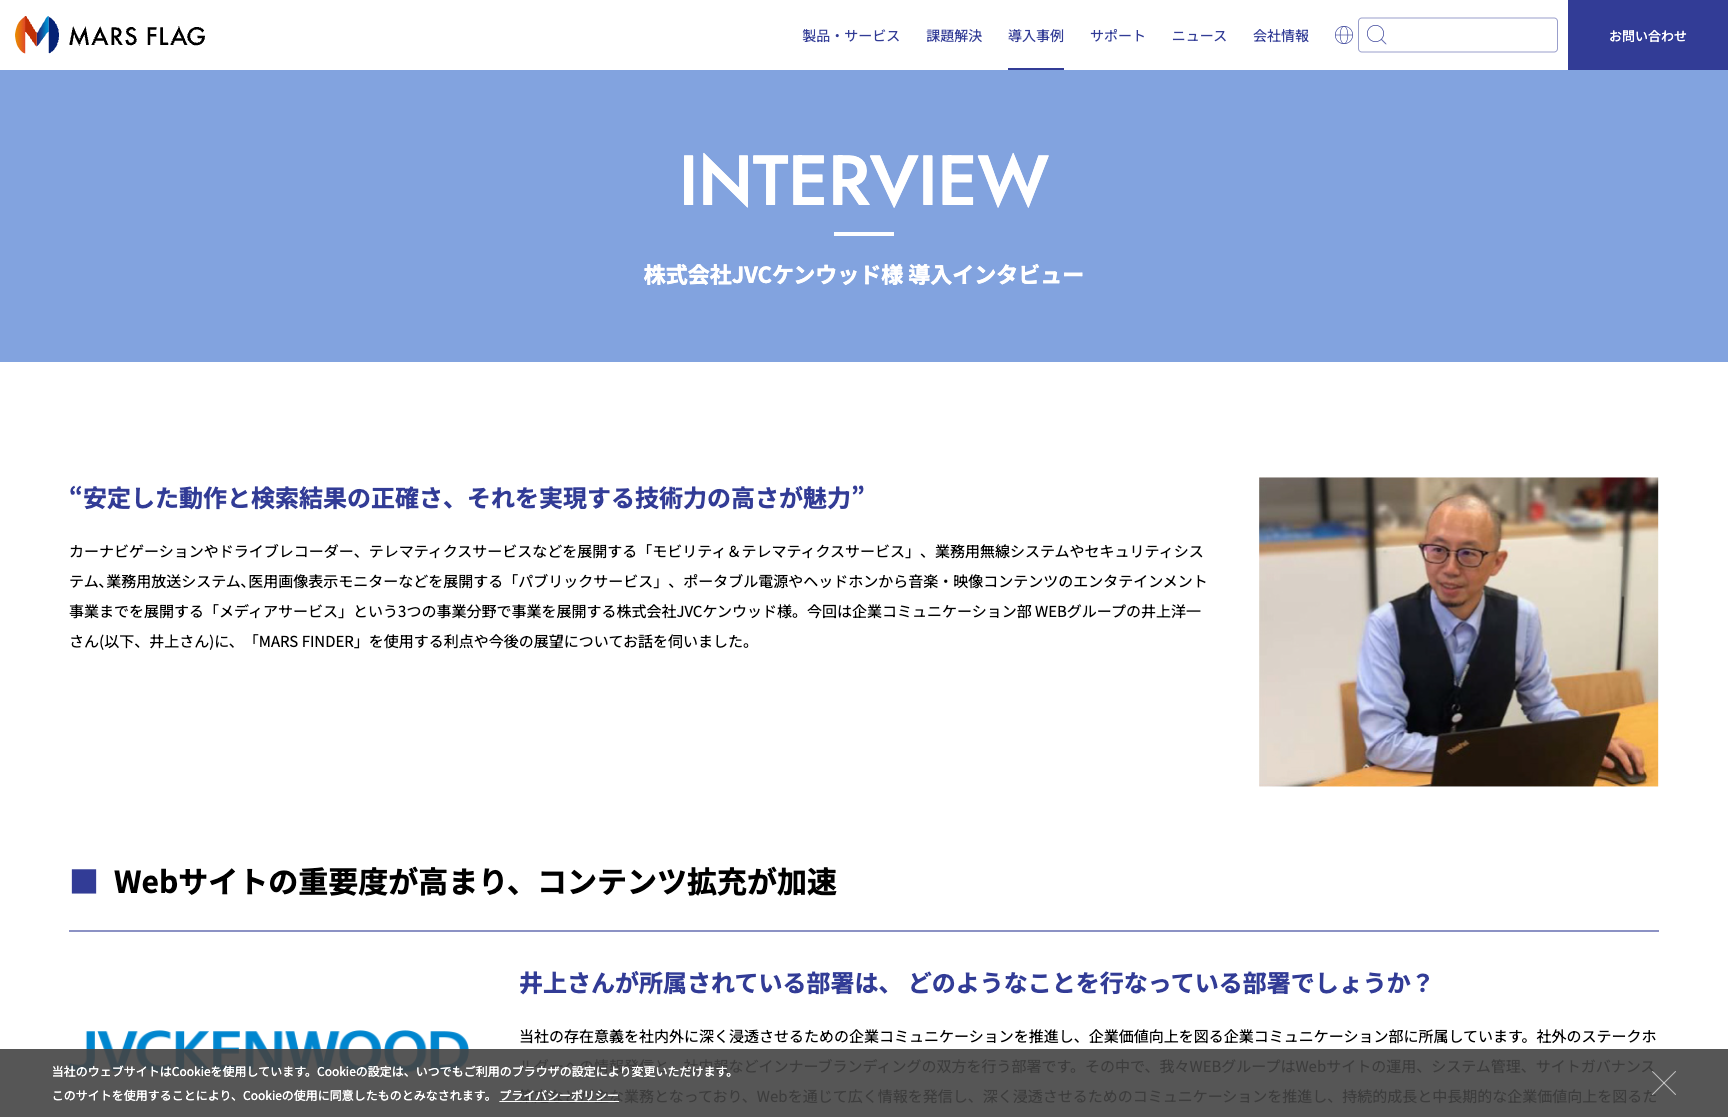 MARS FLAG
製品・サービス 課題解決 導入事例 サポート ニュース 会社情報 お問い合わせ
INTERVIEW
株式会社JVCケンウッド様 導入インタビュー
“安定した動作と検索結果の正確さ、それを実現する技術力の高さが魅力”
カーナビゲーションやドライブレコーダー、テレマティクスサービスなどを展開する「モビリティ＆テレマティクスサービス」、業務用無線システムやセキュリティシス
テム、業務用放送システム、医用画像表示モニターなどを展開する「パブリックサービス」、ポータブル電源やヘッドホンから音楽・映像コンテンツのエンタテインメント
事業までを展開する「メディアサービス」という3つの事業分野で事業を展開する株式会社JVCケンウッド様。今回は企業コミュニケーション部 WEBグループの井上洋一
さん(以下、井上さん)に、「MARS FINDER」を使用する利点や今後の展望についてお話を伺いました。
ThinkPad
■ Webサイトの重要度が高まり、コンテンツ拡充が加速
井上さんが所属されている部署は、 どのようなことを行なっている部署でしょうか？
JVCKENWOOD
当社の存在意義を社内外に深く浸透させるための企業コミュニケーションを推進し、企業価値向上を図る企業コミュニケーション部に所属しています。社外のステークホ
ルダーへの情報発信と、社内報などインナーブランディングの双方を行う部署です。その中で、我々WEBグループはWebサイトの運用、システム管理、サイトガバナンス
業務となっており、Webを通じて広く情報を発信し、深く浸透させるためのコミュニケーションを推進し、持続的成長と中長期的な企業価値向上を図るた
当社のウェブサイトはCookieを使用しています。Cookieの設定は、いつでもご利用のブラウザの設定により変更いただけます。
このサイトを使用することにより、Cookieの使用に同意したものとみなされます。 プライバシーポリシー